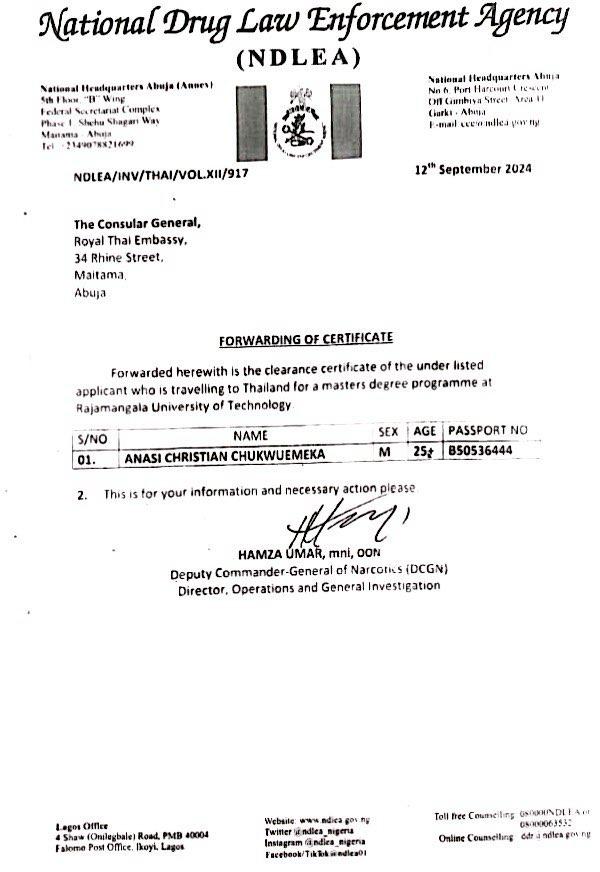 National Drug Law Enforcement Agency
(NDLEA)
National Headquarters Abuja (Annex)
5th Floor, "B" Wing
Federal Secretariat Complex
Phase 1, Shehu Shagari Way
Maitama - Abuja
Tel: +2349078821699
National Headquarters Abuja
No 6, Port Harcourt Crescent
Off Gimbiya Street, Area 11
Garki - Abuja
E-mail
NDLEA/INV/THAI/VOL.XII/917
12th September 2024
The Consular General,
Royal Thai Embassy,
34 Rhine Street,
Maitama,
Abuja
FORWARDING OF CERTIFICATE
Forwarded herewith is the clearance certificate of the under listed
applicant who is travelling to Thailand for a masters degree programme at
Rajamangala University of Technology
S/NO NAME SEX AGE PASSPORT NO
01. ANASI CHRISTIAN CHUKWUEMEKA M 25+ B50536444
2. This is for your information and necessary action please
HAMZA UMAR, mni, OON
Deputy Commander-General of Narcotics (DCGN)
Director, Operations and General Investigation
Lagos Office
4 Shaw (Onilegbale) Road, PMB 40004
Falomo Post Office, Ikoyi, Lagos
Website: www.ndlea.gov.ng
Twitter @ndlea_nigeria
Instagram @ndlea_nigeria
Facebook/TikTok @ndlea01
Toll free Counselling 080000NDLEA or
08000063532
Online Counselling ddr@ndlea.gov.ng